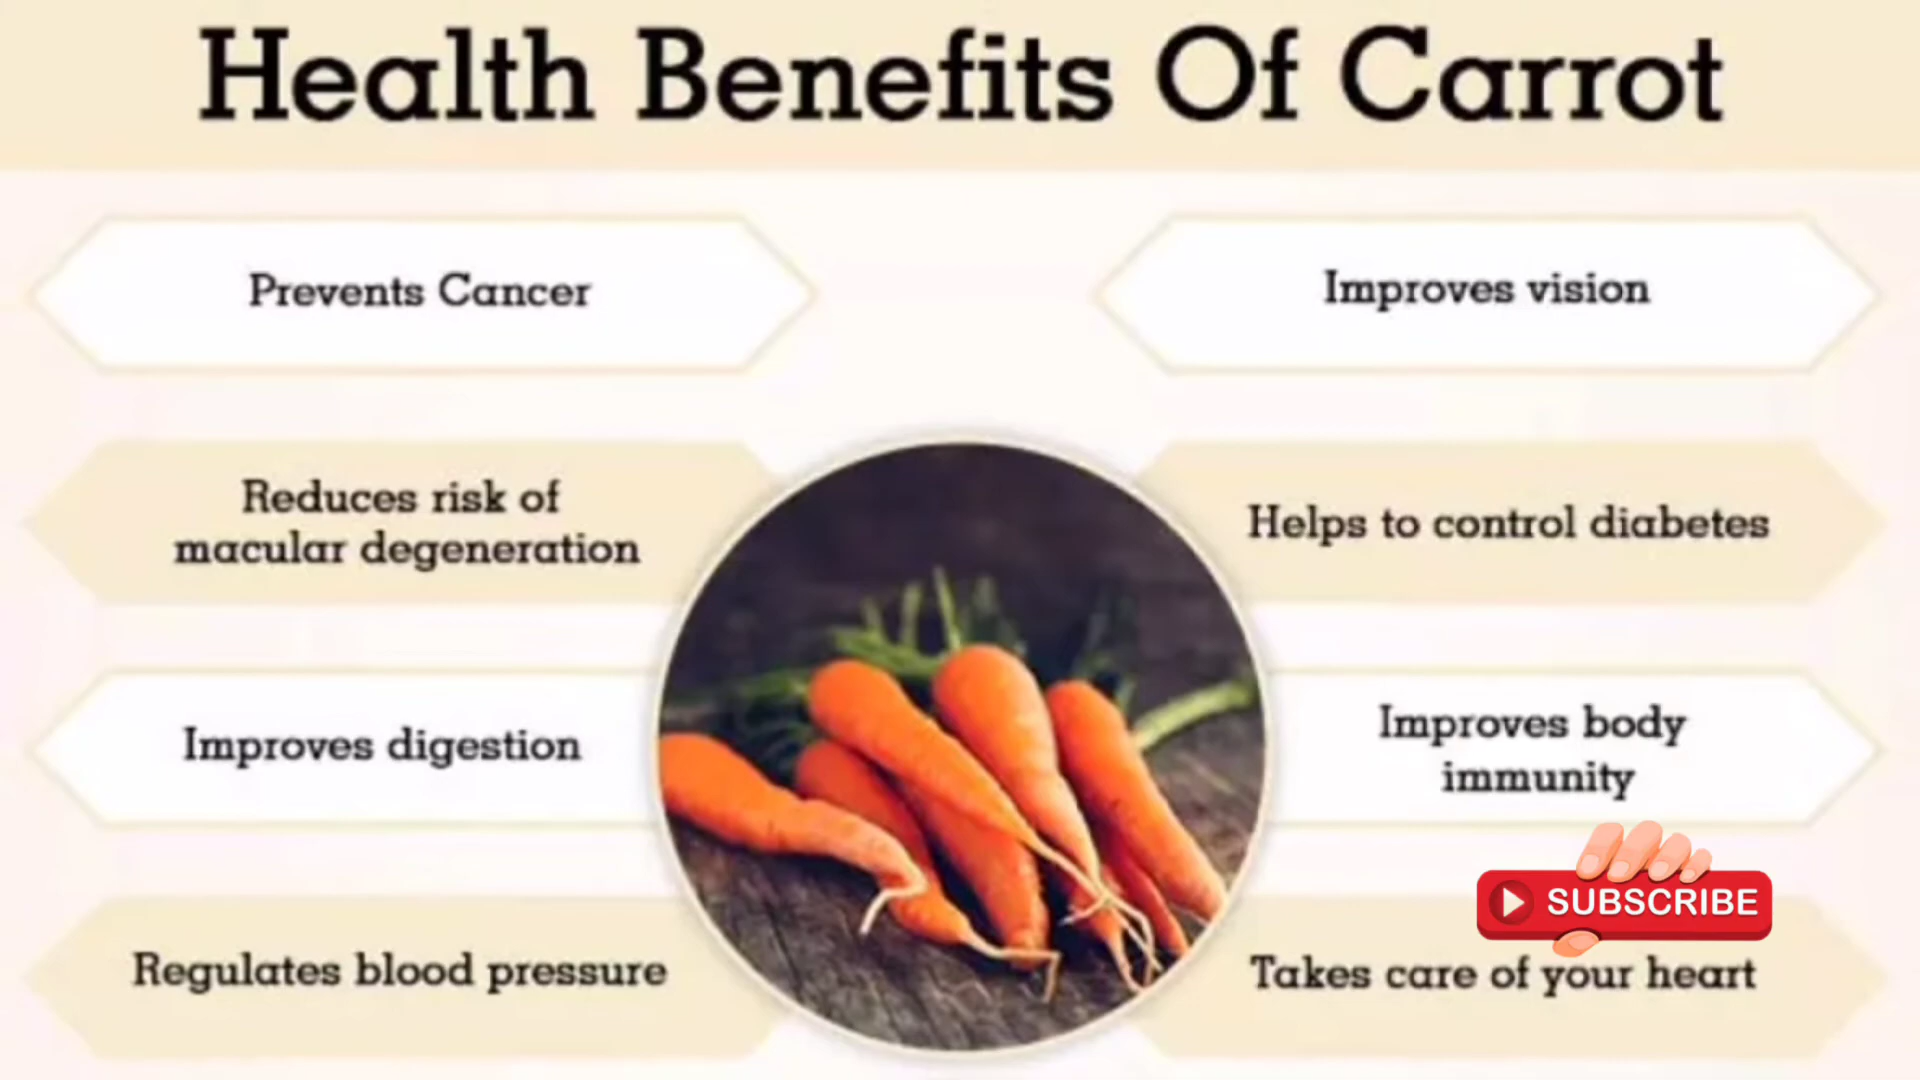 Health Benefits Of Carrot
Prevents Cancer
Improves vision
Reduces risk of
macular degeneration
Helps to control diabetes
Improves digestion
Improves body
immunity
SUBSCRIBE
Regulates blood pressure
Takes care of your heart